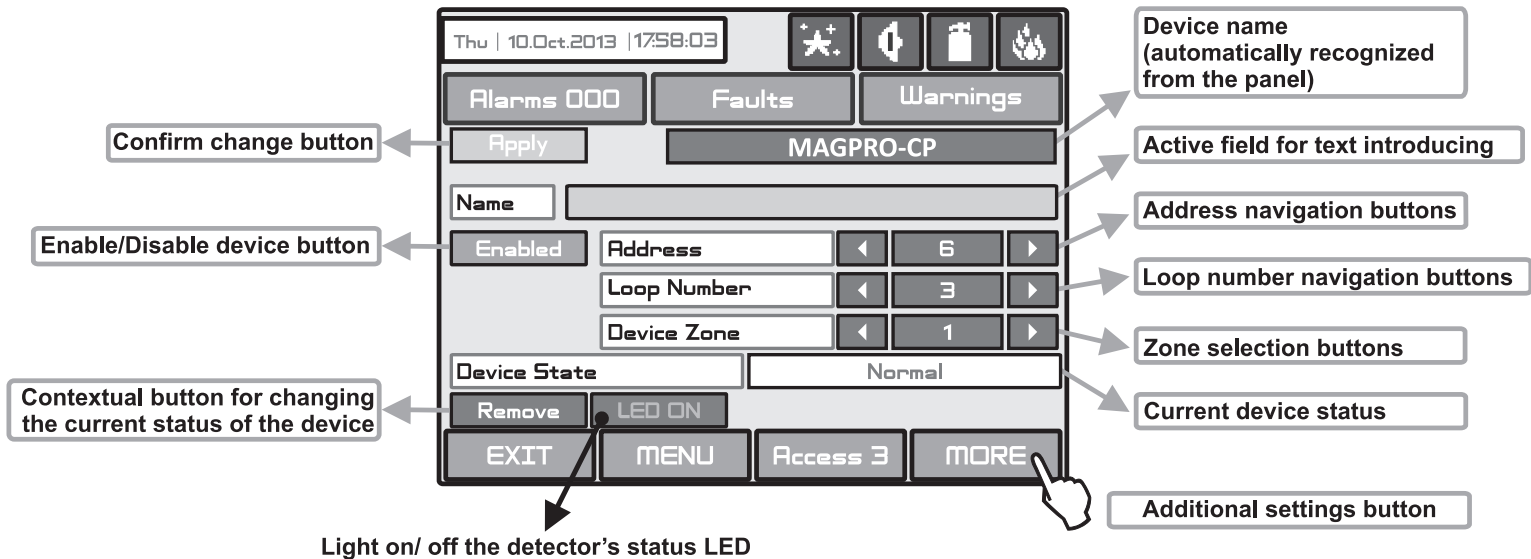 Thu | 10.Oct.2013 |17:58:03
Device name
(automatically recognized
from the panel)
Alarms 000
Faults
Warnings
Confirm change button
Apply
MAGPRO-CP
Active field for text introducing
Name
Address navigation buttons
Enable/Disable device button
Enabled
Address
6
Loop Number
3
Loop number navigation buttons
Device Zone
1
Zone selection buttons
Device State
Normal
Contextual button for changing
the current status of the device
Remove
LED ON
Current device status
EXIT
MENU
Access 3
MORE
Additional settings button
Light on/ off the detector's status LED